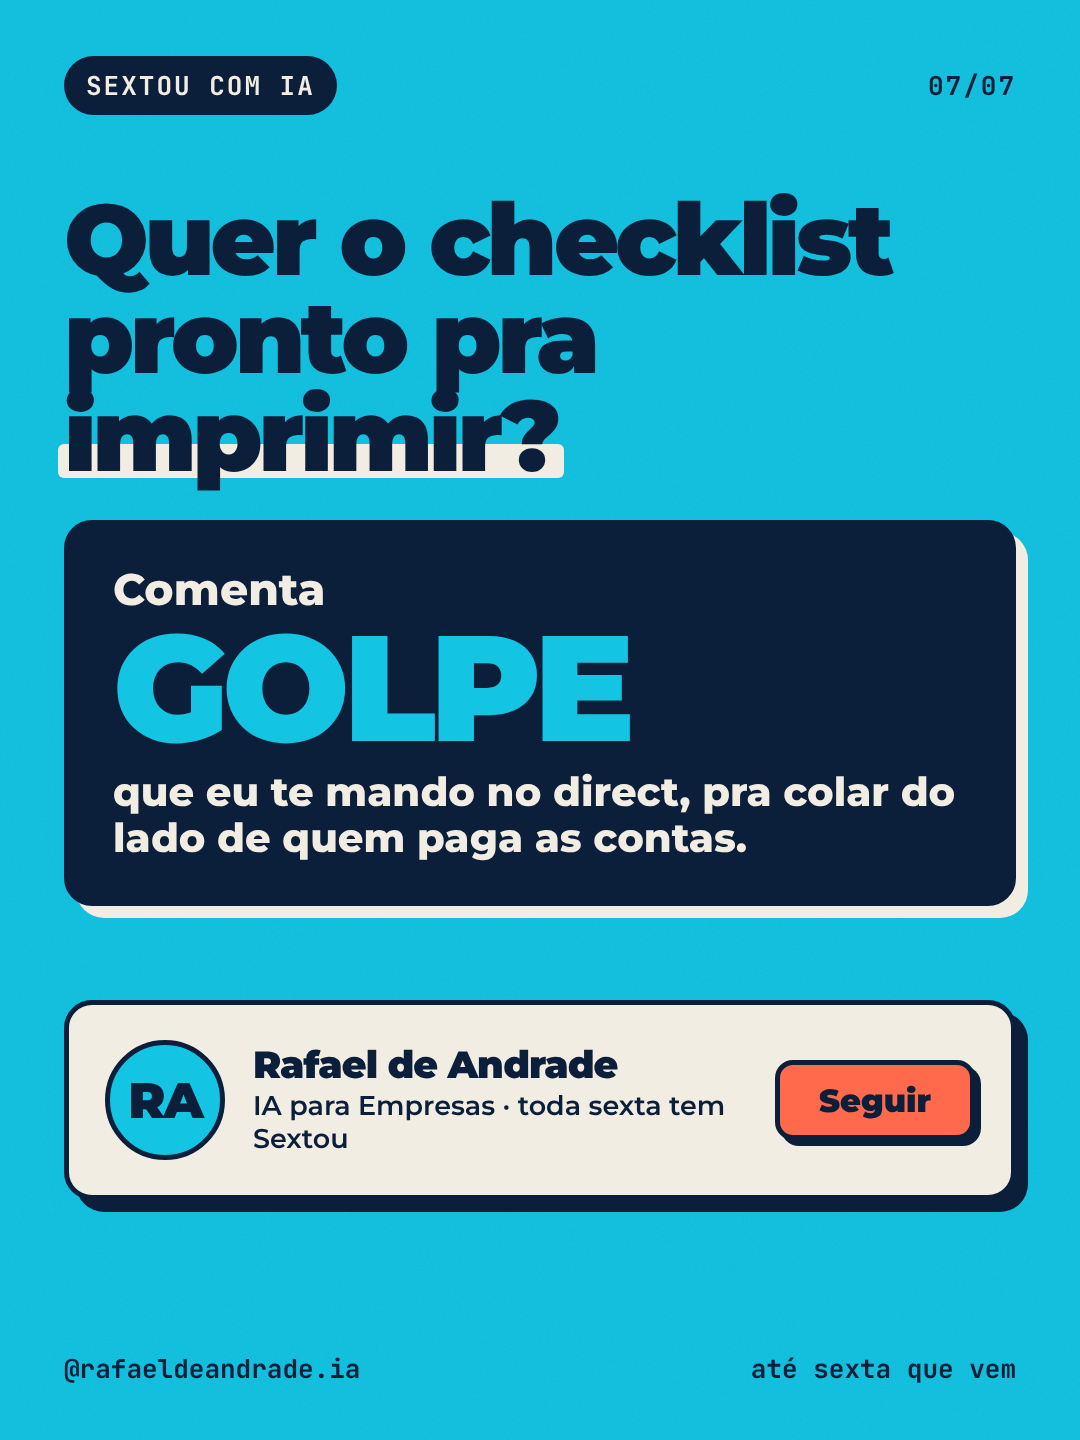 SEXTOU COM IA
07/07
Quer o checklist
pronto pra
imprimir?
Comenta
GOLPE
que eu te mando no direct, pra colar do
lado de quem paga as contas.
RA
Rafael de Andrade
IA para Empresas · toda sexta tem
Sextou
Seguir
@rafaeldeandrade.ia
até sexta que vem